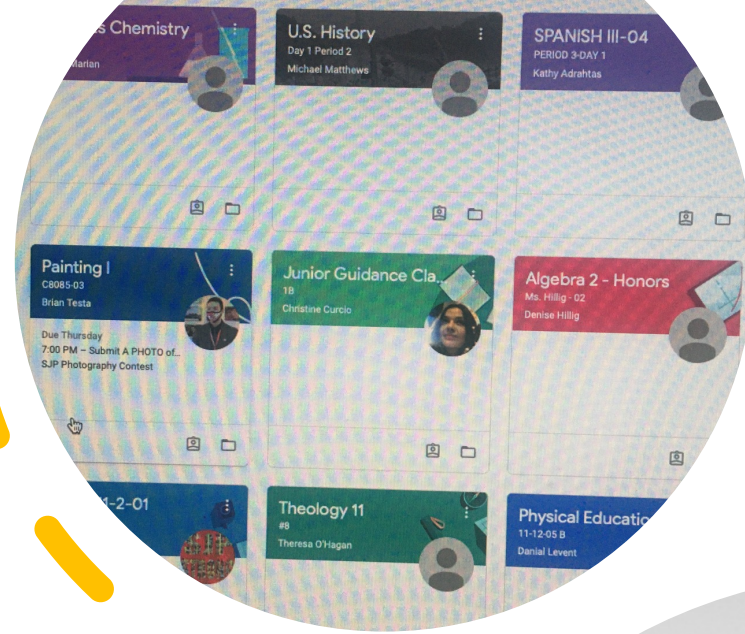 s Chemistry
Marian
U.S. History
Day 1 Period 2
Michael Matthews
SPANISH III-04
PERIOD 3-DAY 1
Kathy Adrahtas
Painting I
C8085-03
Brian Testa
Due Thursday
7:00 PM – Submit A PHOTO of...
SJP Photography Contest
Junior Guidance Cla...
1B
Christine Curcio
Algebra 2 - Honors
Ms. Hillig - 02
Denise Hillig
1-2-01
Theology 11
#8
Theresa O'Hagan
Physical Educatio
11-12-05 B
Danial Levent